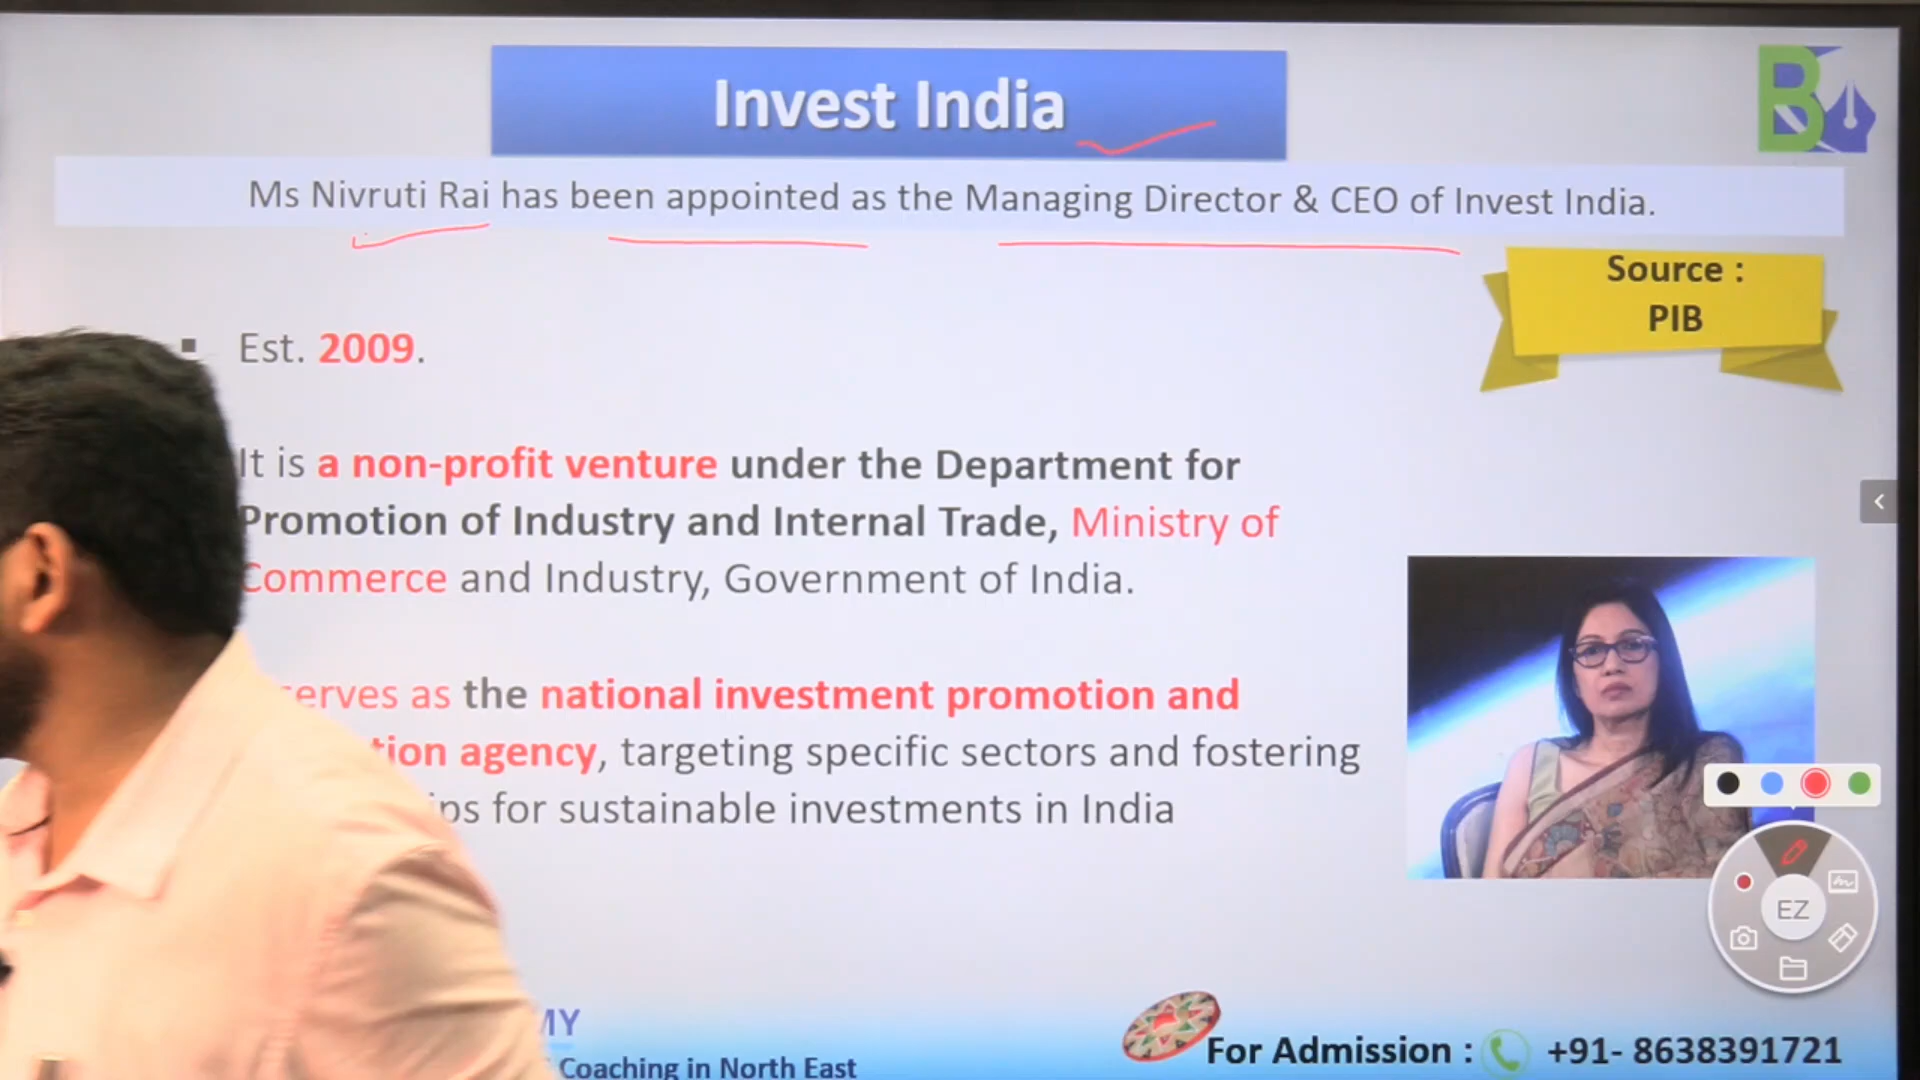 Invest India
Ms Nivruti Rai has been appointed as the Managing Director & CEO of Invest India.
Source :
PIB
Est. 2009.
It is a non-profit venture under the Department for
Promotion of Industry and Internal Trade, Ministry of
Commerce and Industry, Government of India.
serves as the national investment promotion and
agency, targeting specific sectors and fostering
for sustainable investments in India
EZ
Coaching in North East
For Admission : +91- 8638391721